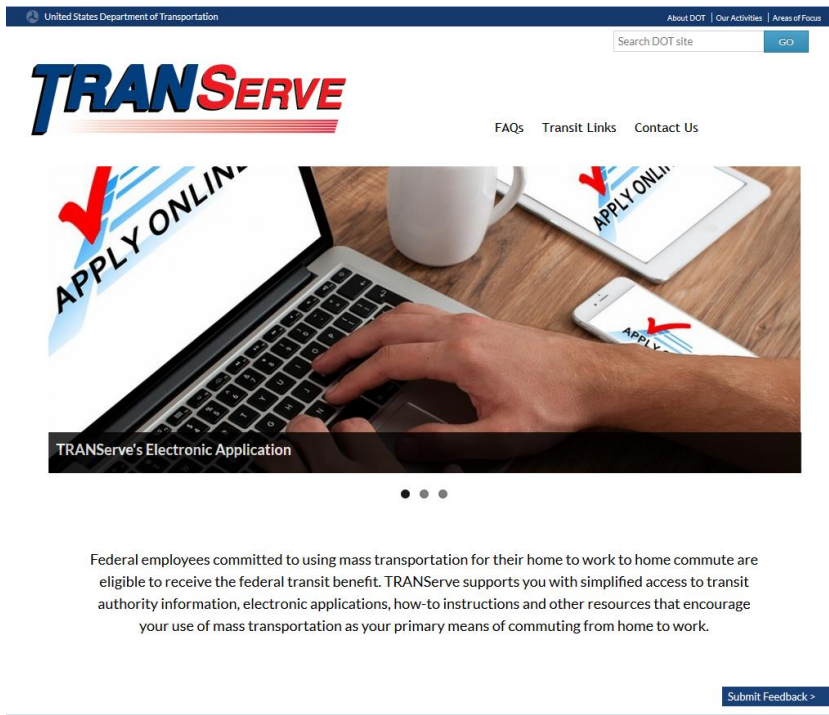 United States Department of Transportation
About DOT | Our Activities | Areas of Focus
Search DOT site
GO
TRANSERVE
FAQs Transit Links Contact Us
APPLY ONLINE
APPLY ONLIN
APPLY
TRANServe's Electronic Application
Federal employees committed to using mass transportation for their home to work to home commute are
eligible to receive the federal transit benefit. TRANServe supports you with simplified access to transit
authority information, electronic applications, how-to instructions and other resources that encourage
your use of mass transportation as your primary means of commuting from home to work.
Submit Feedback >